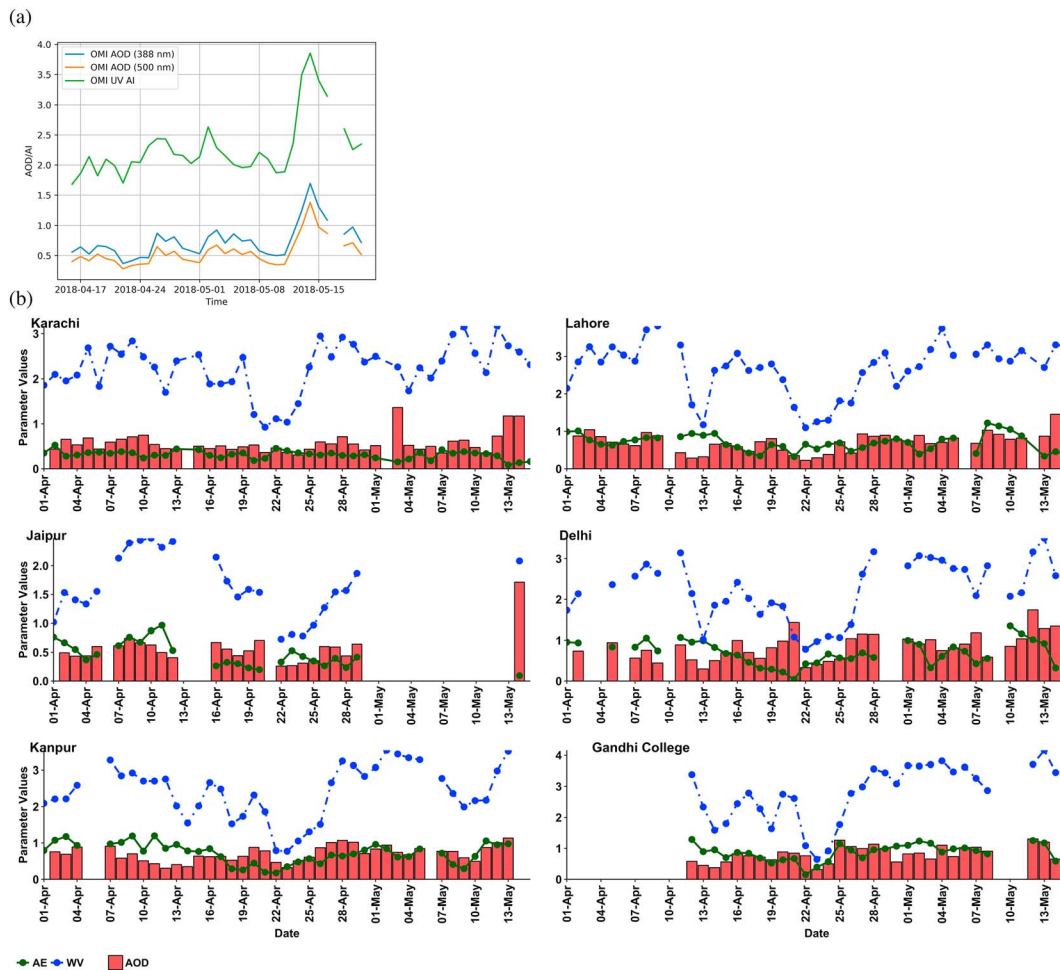 (a)
OMI AOD (388 nm)
OMI AOD (500 nm)
OMI UV AI
AOD/AI
4.0
3.5
3.0
2.5
2.0
1.5
1.0
0.5
2018-04-17 2018-04-24 2018-05-01 2018-05-08 2018-05-15
Time
(b)
Karachi
Parameter Values
3
2
1
0
01-Apr 04-Apr 07-Apr 10-Apr 13-Apr 16-Apr 19-Apr 22-Apr 25-Apr 28-Apr 01-May 04-May 07-May 10-May 13-May
Lahore
3
2
1
0
01-Apr 04-Apr 07-Apr 10-Apr 13-Apr 16-Apr 19-Apr 22-Apr 25-Apr 28-Apr 01-May 04-May 07-May 10-May 13-May
Jaipur
Parameter Values
2.0
1.5
1.0
0.5
0.0
01-Apr 04-Apr 07-Apr 10-Apr 13-Apr 16-Apr 19-Apr 22-Apr 25-Apr 28-Apr 01-May 04-May 07-May 10-May 13-May
Delhi
3
2
1
0
01-Apr 04-Apr 07-Apr 10-Apr 13-Apr 16-Apr 19-Apr 22-Apr 25-Apr 28-Apr 01-May 04-May 07-May 10-May 13-May
Kanpur
Parameter Values
3
2
1
0
01-Apr 04-Apr 07-Apr 10-Apr 13-Apr 16-Apr 19-Apr 22-Apr 25-Apr 28-Apr 01-May 04-May 07-May 10-May 13-May
Date
Gandhi College
4
3
2
1
0
01-Apr 04-Apr 07-Apr 10-Apr 13-Apr 16-Apr 19-Apr 22-Apr 25-Apr 28-Apr 01-May 04-May 07-May 10-May 13-May
Date
AE WV AOD